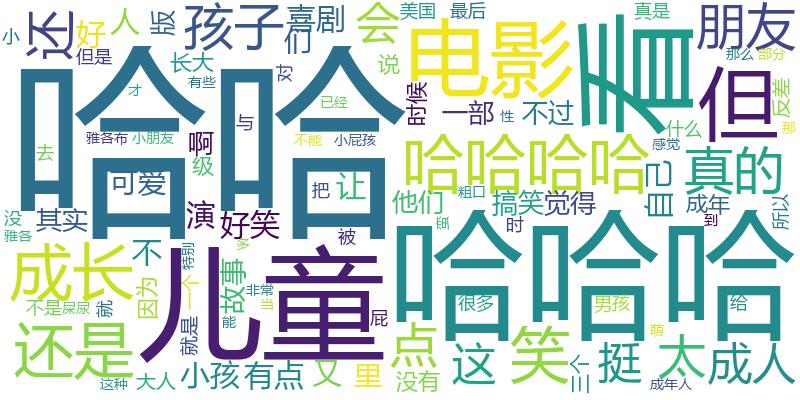 小
还
好
人
版
孩子
们
喜剧
会
说
美国
最后
真是
朋友
但是
长大
有些
对
电影
看
那么
部分
但
反差
才
哈哈
已经
时候
一部
性
不过
什么
那
雅各布
小朋友
啊
与
不能
小屁孩
哈哈哈哈
感觉
真的
去
级
可爱
把
让
他们
粗口
搞笑
觉得
自己
成年
到
所以
没
雅各
其实
演
好笑
被
时
不
多
特别
哈哈哈
成长
因为
一个
故事
非常
当
儿童
屁
很多
男孩
给
不是
屎尿
就
就是
能
萌
还是
点
这
笑
三个
挺
太
成人
这种
大人
小孩
有点
又
里
没有
成年人